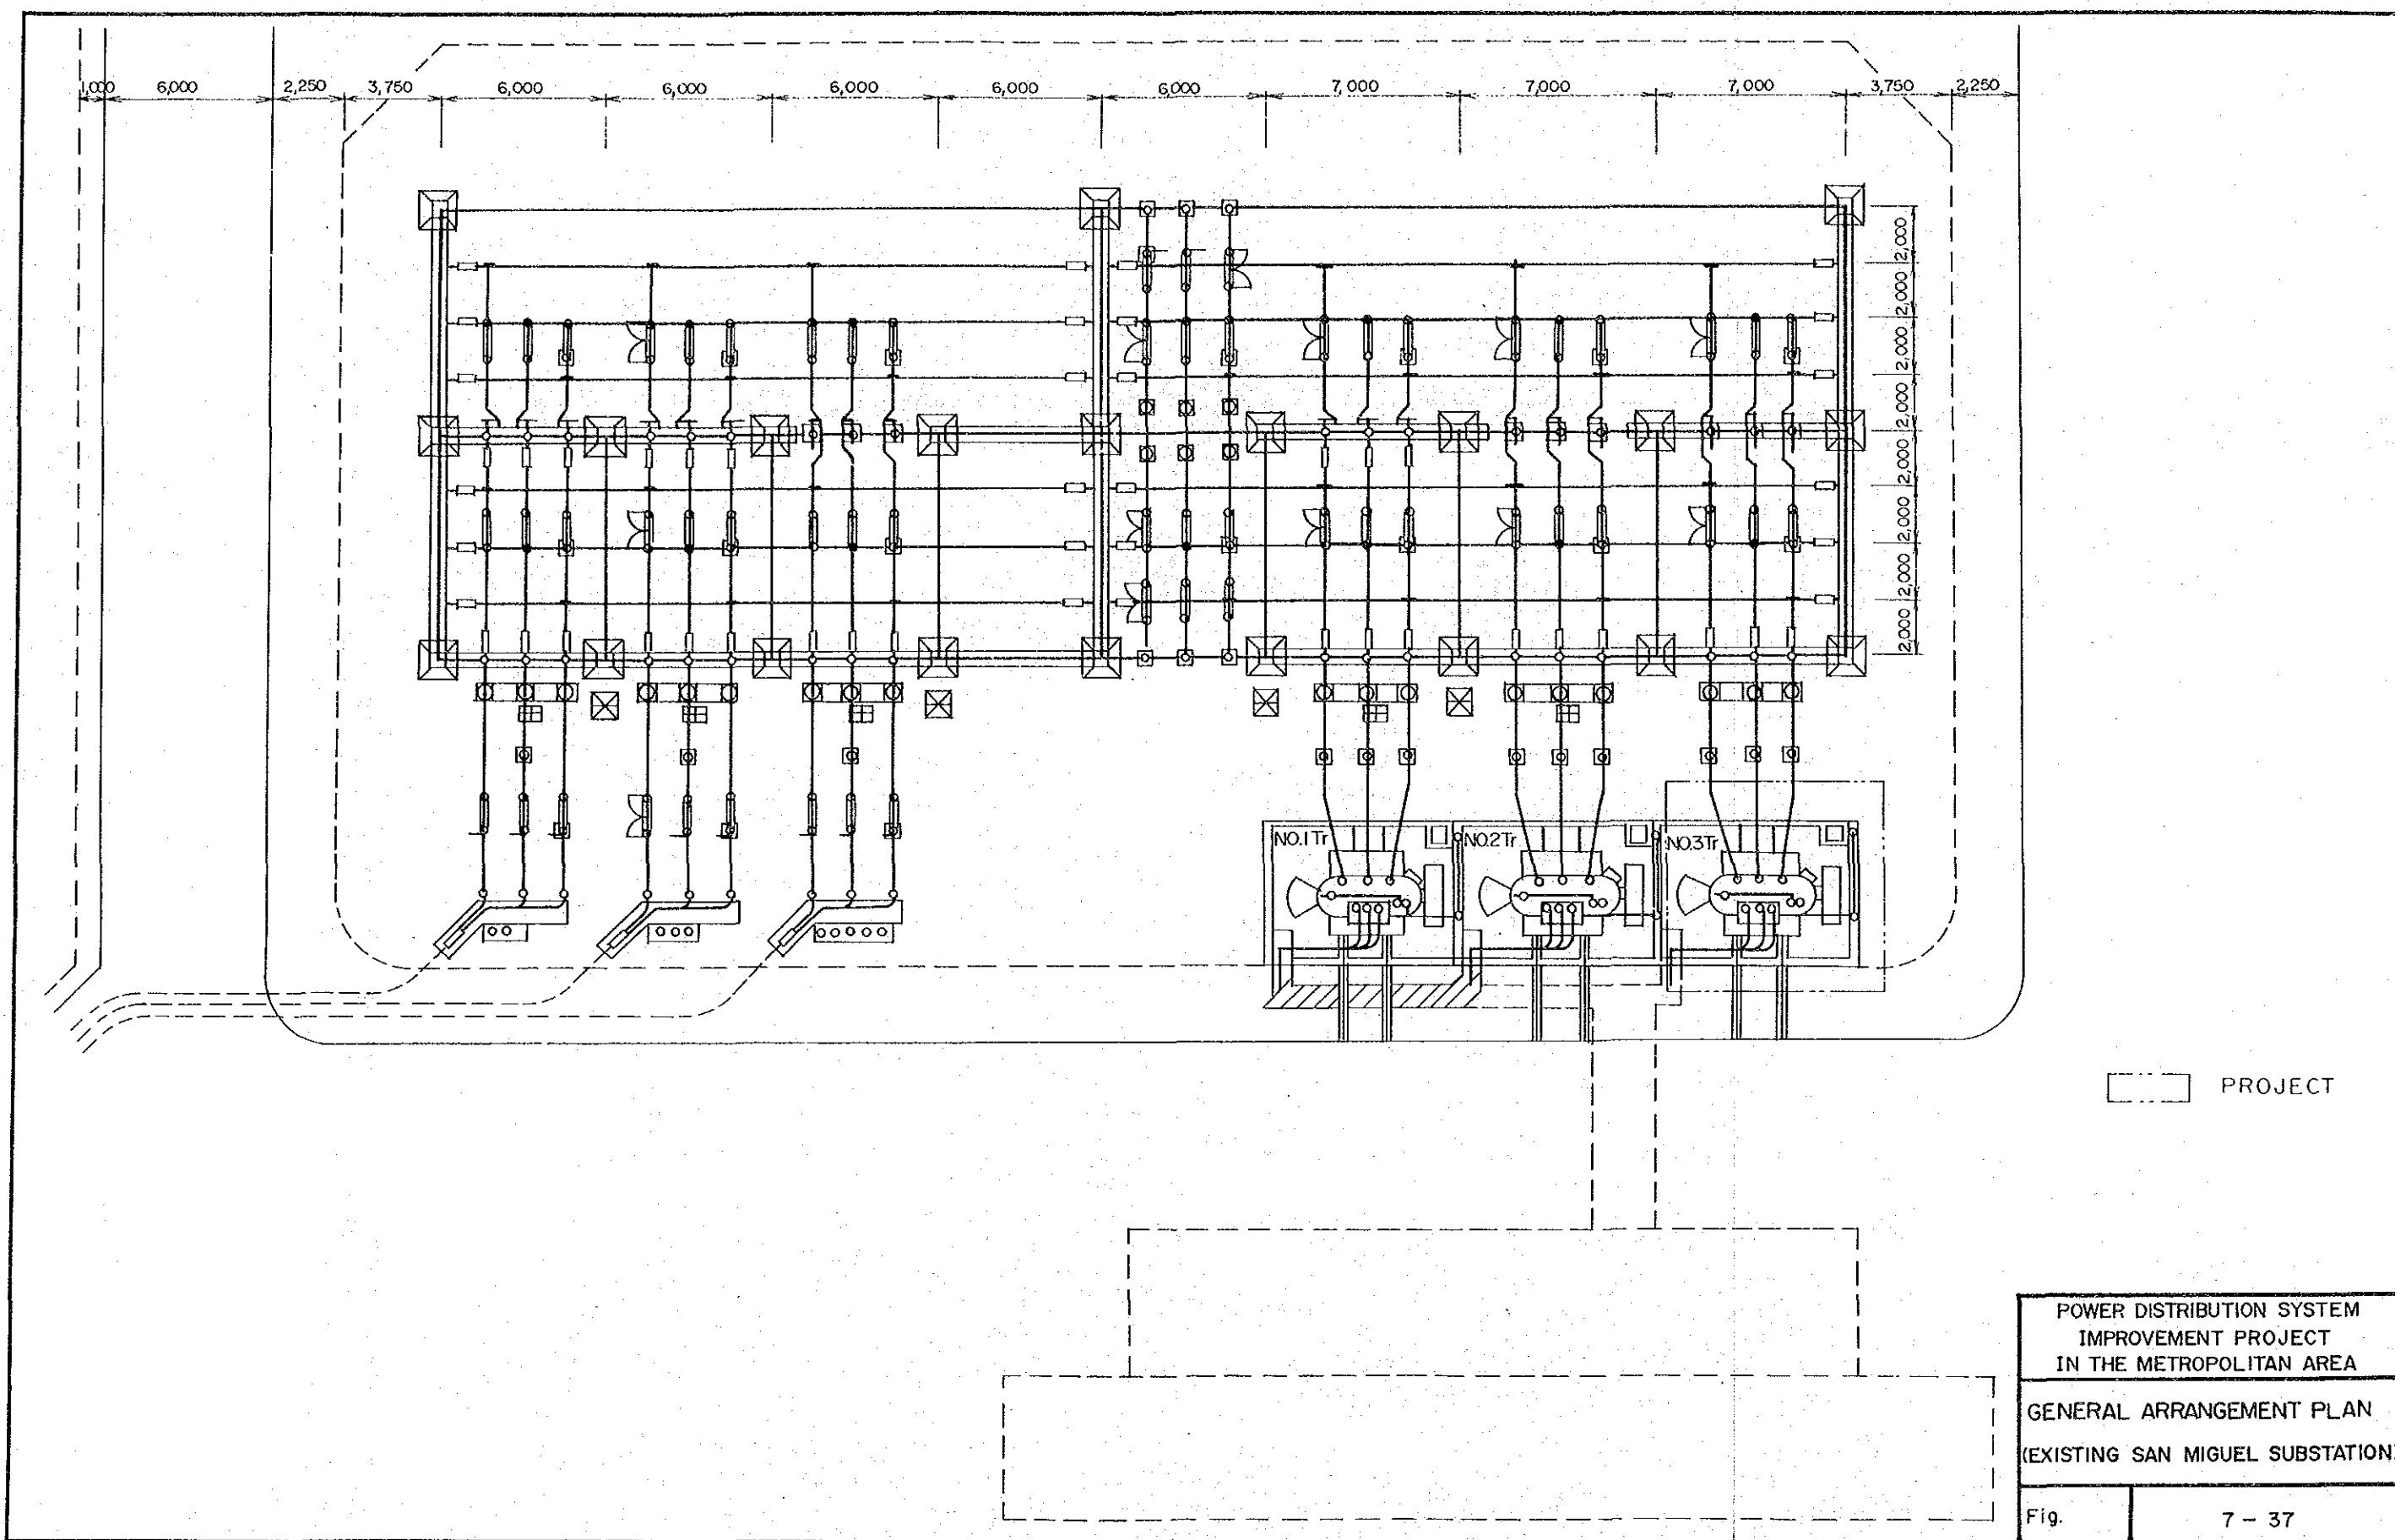 1,000 6,000 2,250 3,750 6,000 6,000 6,000 6,000 6,000 7,000 7,000 7,000 3,750 2,250
2,000
2,000
2,000
2,000
2,000
2,000
2,000
2,000
NO.1Tr NO.2Tr NO.3Tr
PROJECT
POWER DISTRIBUTION SYSTEM
IMPROVEMENT PROJECT
IN THE METROPOLITAN AREA
GENERAL ARRANGEMENT PLAN
(EXISTING SAN MIGUEL SUBSTATION)
Fig. 7-37